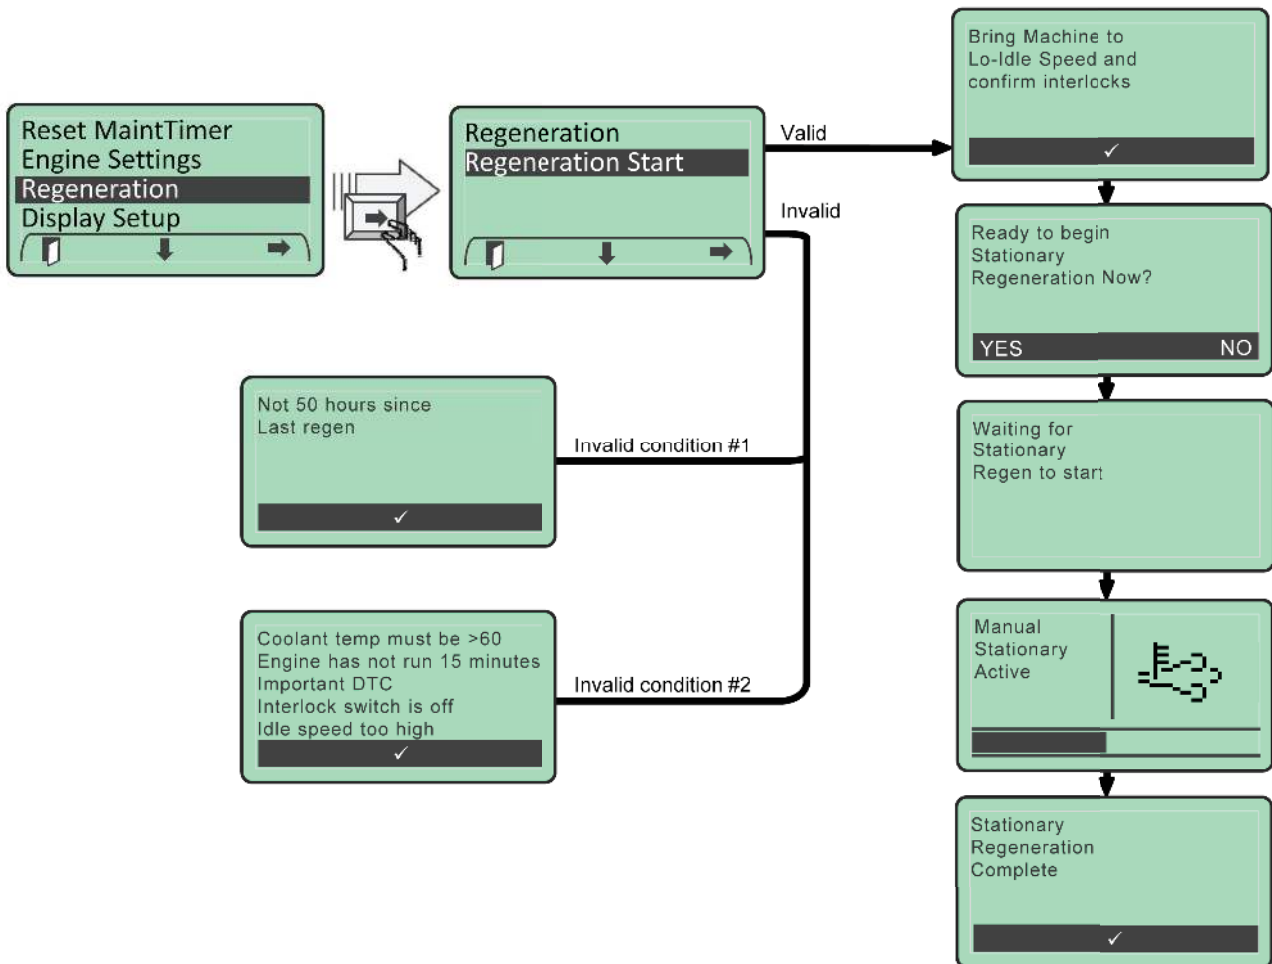 Reset MaintTimer
Engine Settings
Regeneration
Display Setup
Regeneration
Regeneration Start
Valid
Invalid
Bring Machine to
Lo-Idle Speed and
confirm interlocks
✓
Ready to begin
Stationary
Regeneration Now?
YES NO
Waiting for
Stationary
Regen to start
Manual
Stationary
Active
Stationary
Regeneration
Complete
✓
Not 50 hours since
Last regen
✓
Invalid condition #1
Coolant temp must be >60
Engine has not run 15 minutes
Important DTC
Interlock switch is off
Idle speed too high
✓
Invalid condition #2